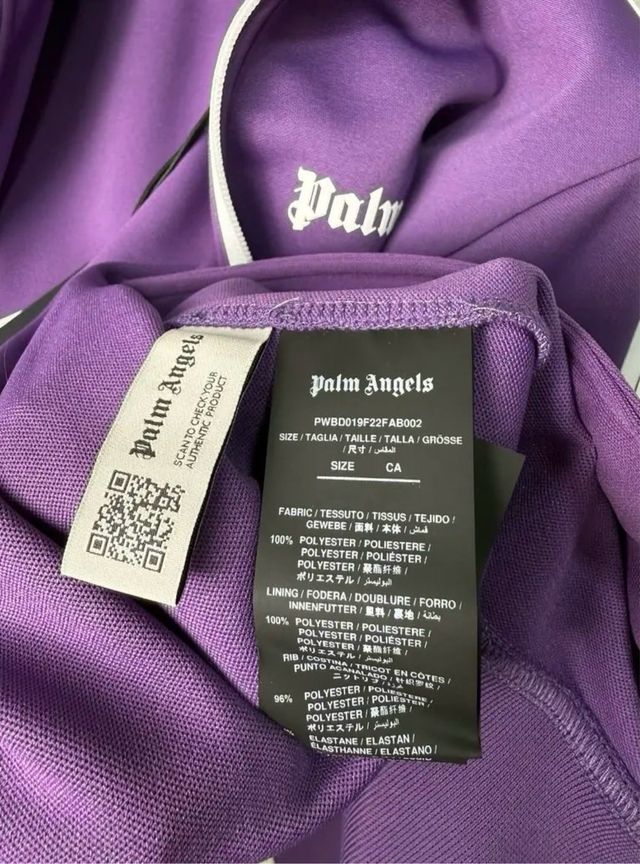 Palm
Palm Angels
SCAN TO CHECK YOUR
AUTHENTIC PRODUCT
Palm Angels
PWBD019F22FAB002
SIZE / TAGLIA / TAILLE / TALLA / GRÖSSE
/ 尺寸 / المقاس
SIZE CA
FABRIC / TESSUTO / TISSUS / TEJIDO /
GEWEBE / 面料 / 本体 / قماش
100% POLYESTER / POLIESTERE /
POLYESTER / POLIÉSTER /
POLYESTER / 聚酯纤维 /
ポリエステル / البوليستر
LINING / FODERA / DOUBLURE / FORRO /
INNENFUTTER / 里料 / 裏地 / بطانة
100% POLYESTER / POLIESTERE /
POLYESTER / POLIÉSTER /
POLYESTER / 聚酯纤维 /
ポリエステル / البوليستر
RIB / COSTINA / TRICOT EN CÔTES /
PUNTO ACANALADO / 针织罗纹 /
ニットリブ /
96% POLYESTER / POLIESTERE /
POLYESTER / POLIÉSTER /
POLYESTER / 聚酯纤维 /
ポリエステル / البوليستر
ELASTANE / ELASTAN /
ÉLASTHANNE / ELASTANO /